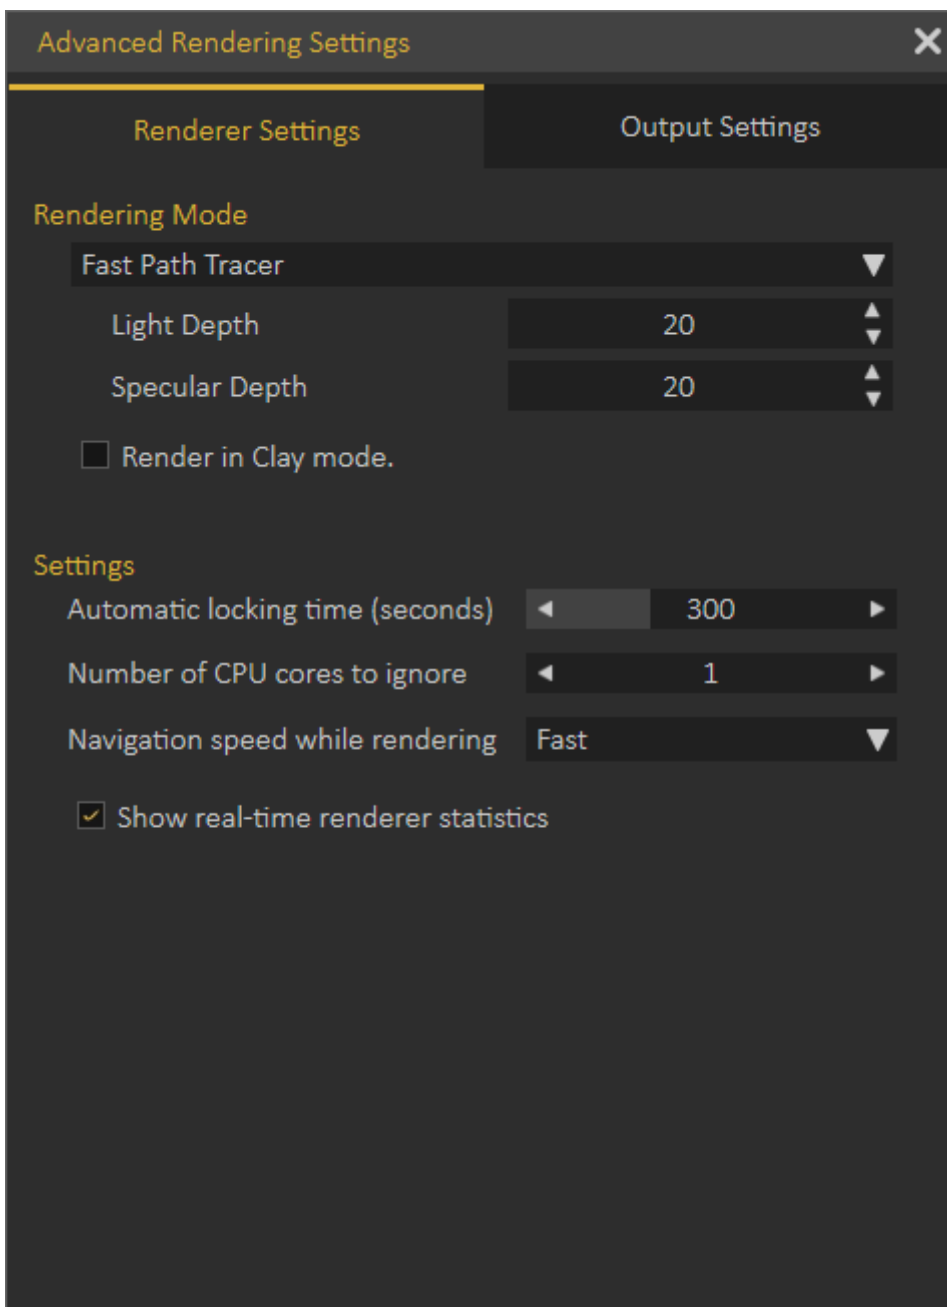 Advanced Rendering Settings
Renderer Settings
Output Settings
Rendering Mode
Fast Path Tracer
Light Depth 20
Specular Depth 20
Render in Clay mode.
Settings
Automatic locking time (seconds) 300
Number of CPU cores to ignore 1
Navigation speed while rendering Fast
Show real-time renderer statistics